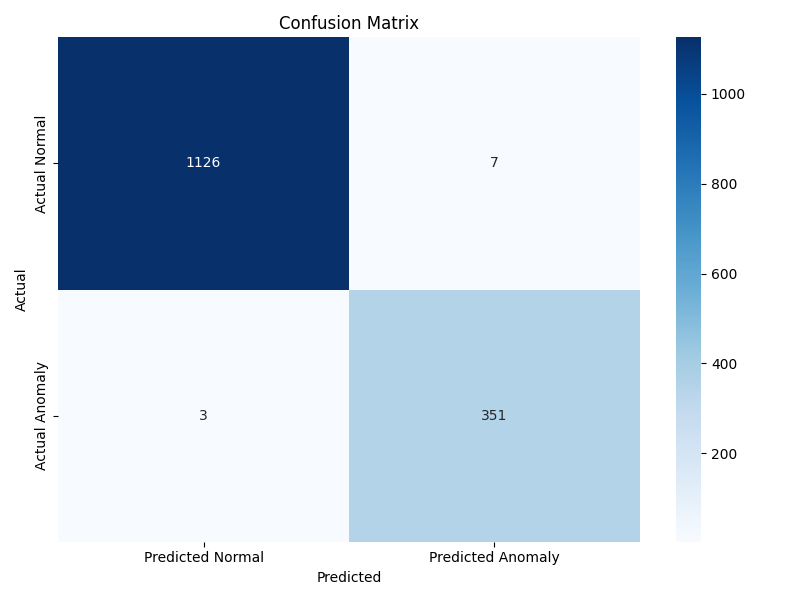 Confusion Matrix
Actual
Actual Normal
Actual Anomaly
1126
7
3
351
Predicted Normal
Predicted Anomaly
Predicted
1000
800
600
400
200